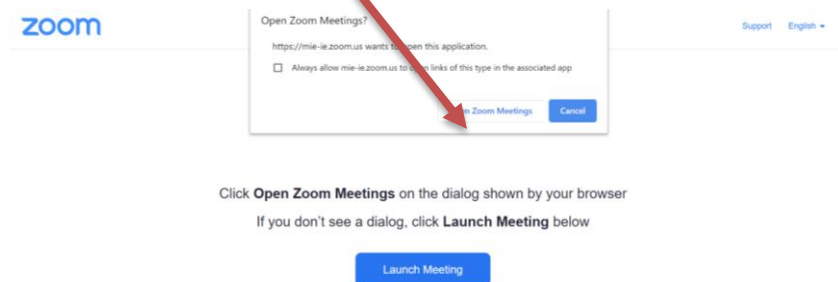 zoom
Support English
Open Zoom Meetings?
https://mie-ie.zoom.us wants to open this application.
Always allow mie-ie.zoom.us to open links of this type in the associated app
Zoom Meetings
Cancel
Click Open Zoom Meetings on the dialog shown by your browser
If you don't see a dialog, click Launch Meeting below
Launch Meeting